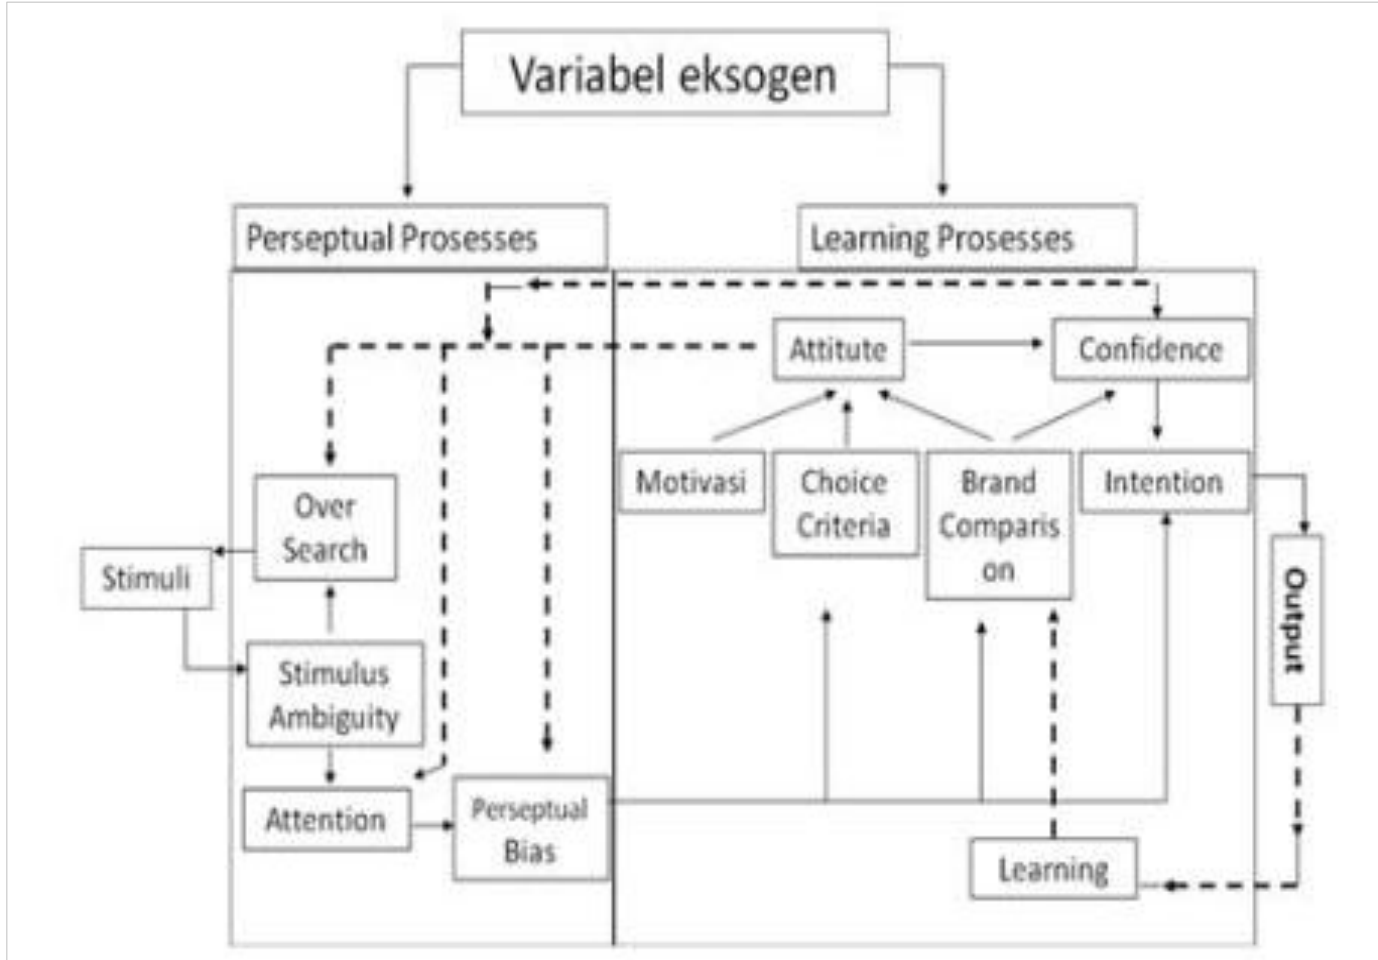 Variabel eksogen
Perseptual Prosesses
Learning Prosesses
Attitute
Confidence
Motivasi
Choice
Criteria
Brand
Comparis
on
Intention
Over
Search
Stimuli
Output
Stimulus
Ambiguity
Attention
Perseptual
Bias
Learning